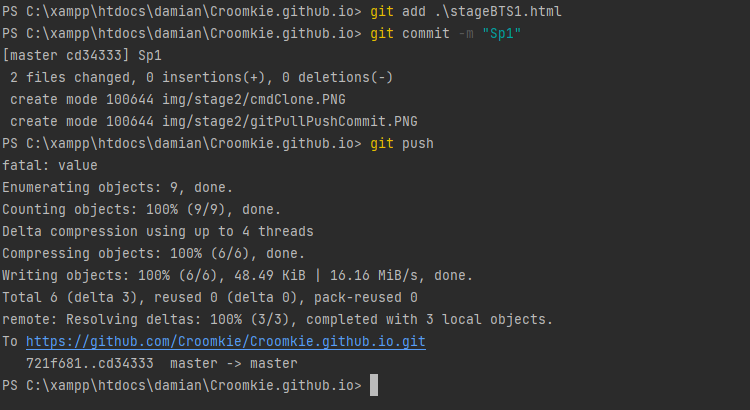 PS C:\xampp\htdocs\damian\Croomkie.github.io> git add .\stageBTS1.html
PS C:\xampp\htdocs\damian\Croomkie.github.io> git commit -m "Sp1"
[master cd34333] Sp1
 2 files changed, 0 insertions(+), 0 deletions(-)
 create mode 100644 img/stage2/cmdClone.PNG
 create mode 100644 img/stage2/gitPullPushCommit.PNG
PS C:\xampp\htdocs\damian\Croomkie.github.io> git push
fatal: value
Enumerating objects: 9, done.
Counting objects: 100% (9/9), done.
Delta compression using up to 4 threads
Compressing objects: 100% (6/6), done.
Writing objects: 100% (6/6), 48.49 KiB | 16.16 MiB/s, done.
Total 6 (delta 3), reused 0 (delta 0), pack-reused 0
remote: Resolving deltas: 100% (3/3), completed with 3 local objects.
To https://github.com/Croomkie/Croomkie.github.io.git
   721f681..cd34333  master -> master
PS C:\xampp\htdocs\damian\Croomkie.github.io>